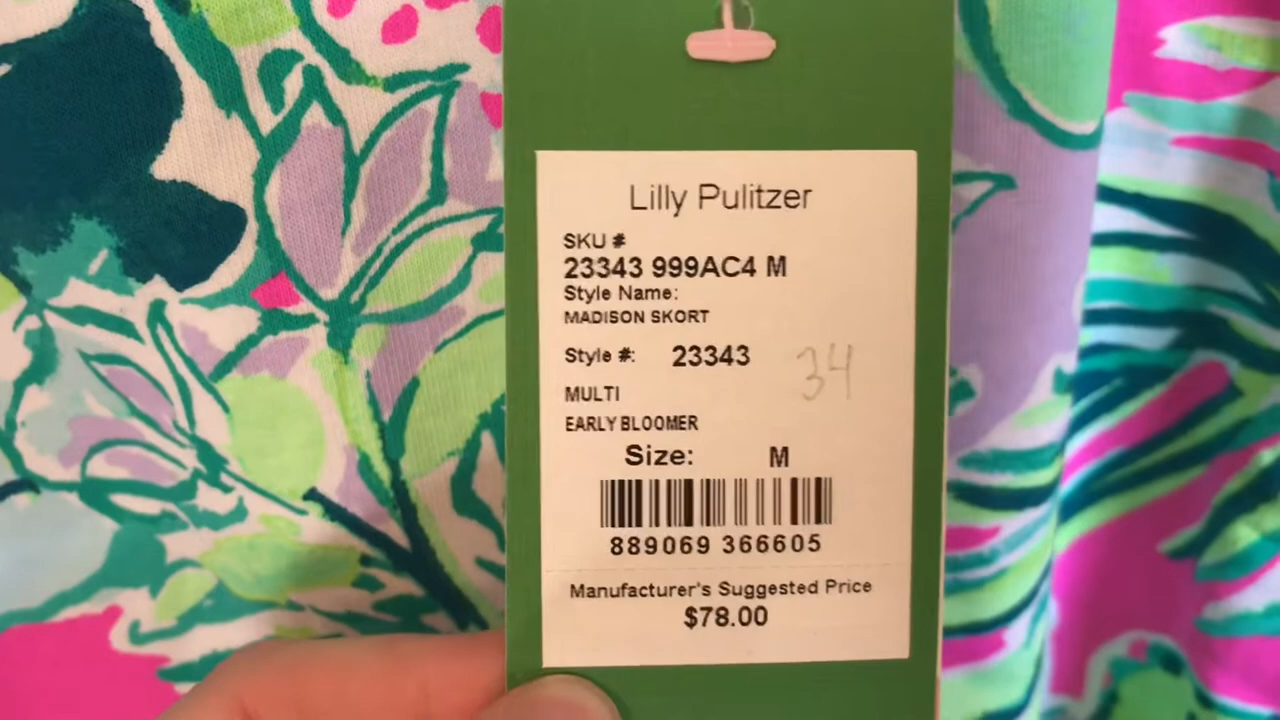 Lilly Pulitzer
SKU #
23343 999AC4 M
Style Name:
MADISON SKORT
Style #: 23343
34
MULTI
EARLY BLOOMER
Size: M
889069 366605
Manufacturer's Suggested Price
$78.00